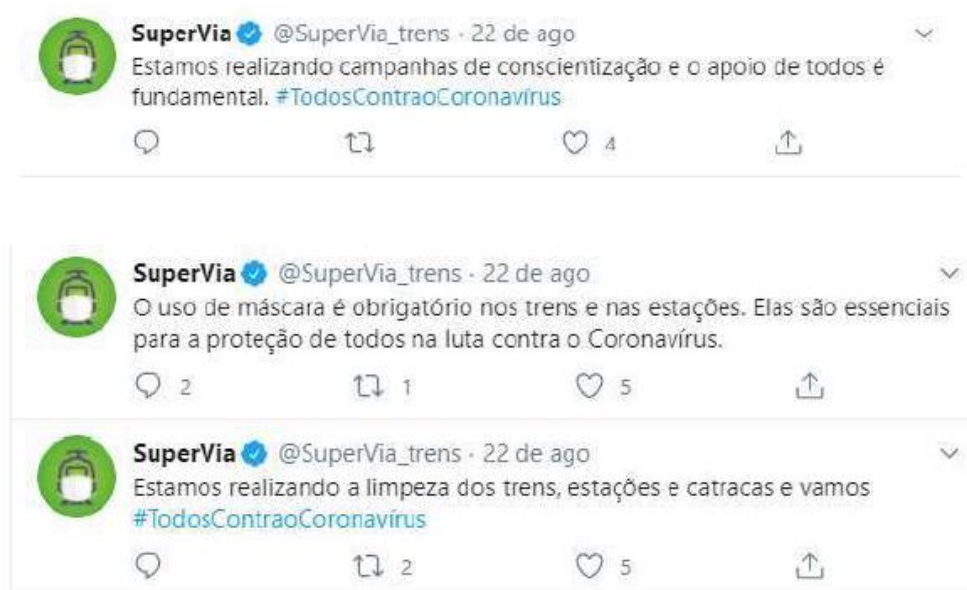 SuperVia @SuperVia_trens · 22 de ago
Estamos realizando campanhas de conscientização e o apoio de todos é
fundamental. #TodosContraoCoronavírus
4
SuperVia @SuperVia_trens · 22 de ago
O uso de máscara é obrigatório nos trens e nas estações. Elas são essenciais
para a proteção de todos na luta contra o Coronavírus.
2 1 5
SuperVia @SuperVia_trens · 22 de ago
Estamos realizando a limpeza dos trens, estações e catracas e vamos
#TodosContraoCoronavírus
2 5